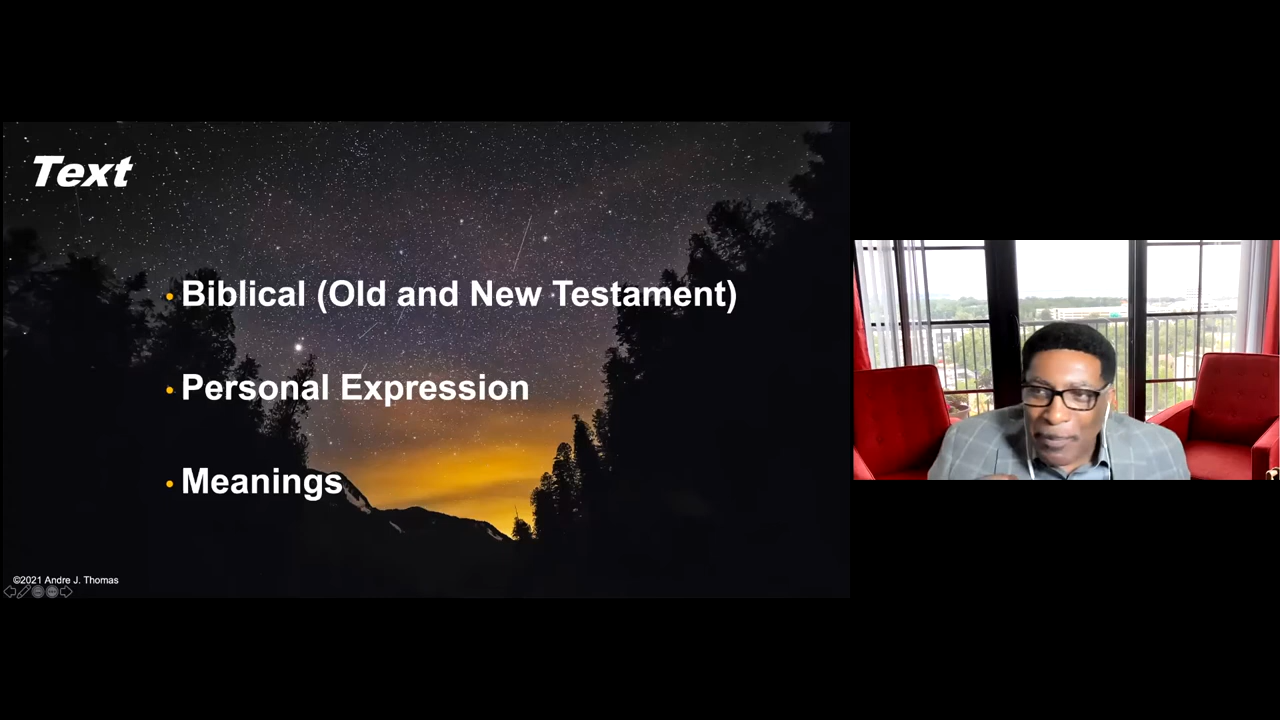 Text
• Biblical (Old and New Testament)
• Personal Expression
• Meanings
©2021 Andre J. Thomas